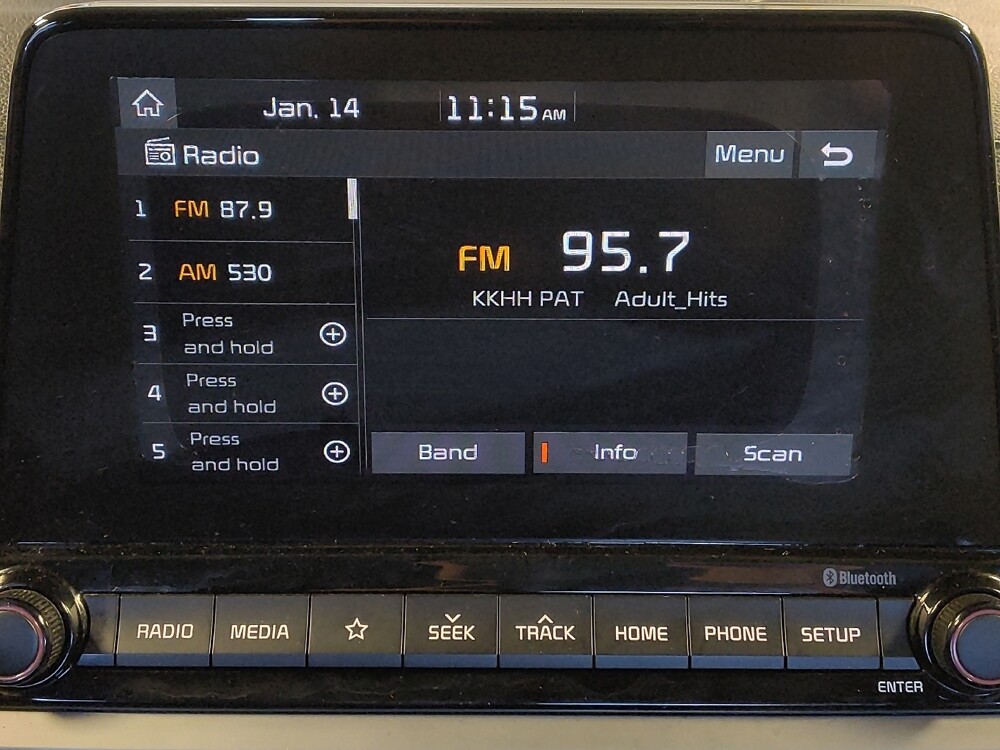 Jan. 14 11:15 AM
Radio Menu
1 FM 87.9
2 AM 530
3 Press and hold
4 Press and hold
5 Press and hold
FM 95.7
KKHH PAT Adult_Hits
Band Info Scan
Bluetooth
RADIO MEDIA SEEK TRACK HOME PHONE SETUP
ENTER